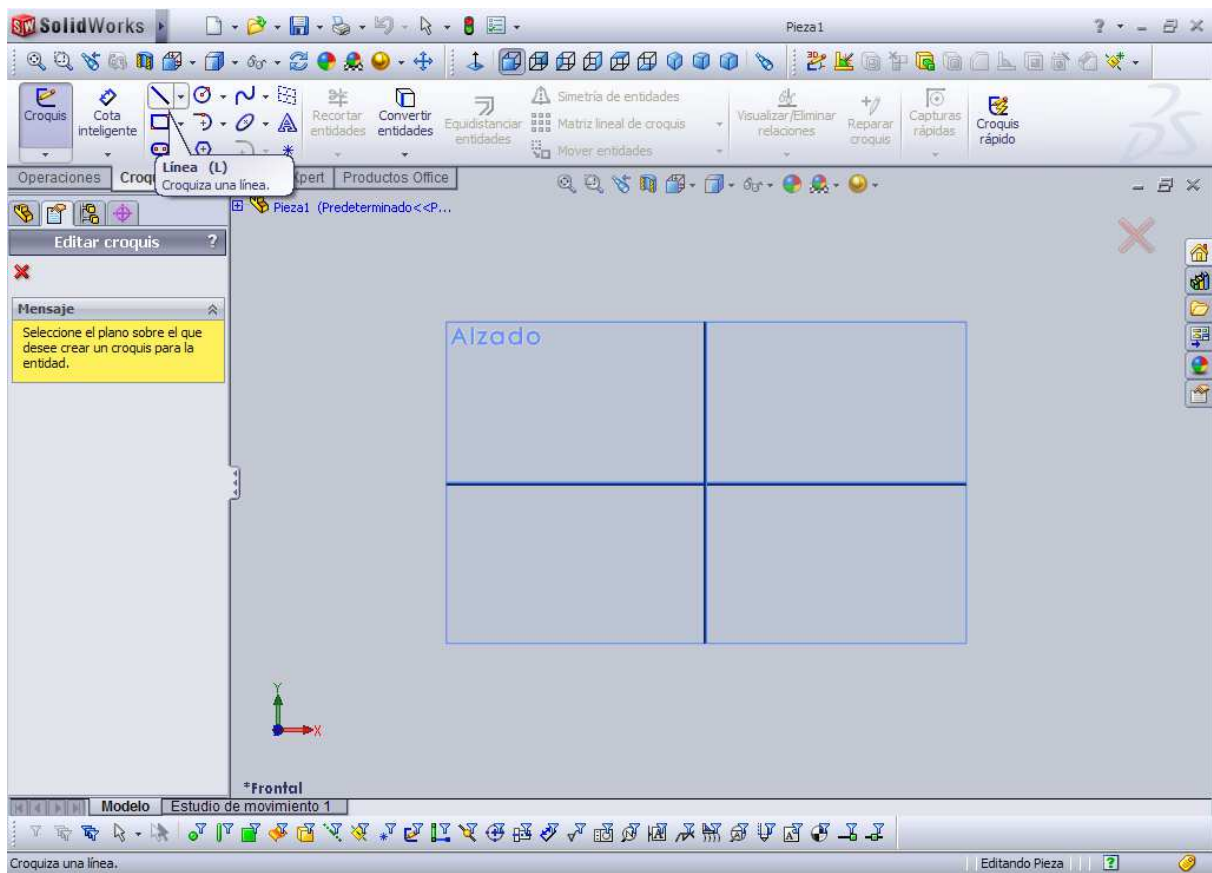 SolidWorks
Pieza1
Croquis
Cota inteligente
Recortar entidades
Convertir entidades
Equidistanciar entidades
Simetría de entidades
Matriz lineal de croquis
Mover entidades
Visualizar/Eliminar relaciones
Reparar croquis
Capturas rápidas
Croquis rápido
Línea (L)
Croquiza una línea.
Operaciones
Productos Office
Pieza1 (Predeterminado<<P...
Editar croquis ?
Mensaje
Seleccione el plano sobre el que
desee crear un croquis para la
entidad.
Alzado
Y
X
*Frontal
Modelo
Estudio de movimiento 1
Croquiza una línea.
Editando Pieza